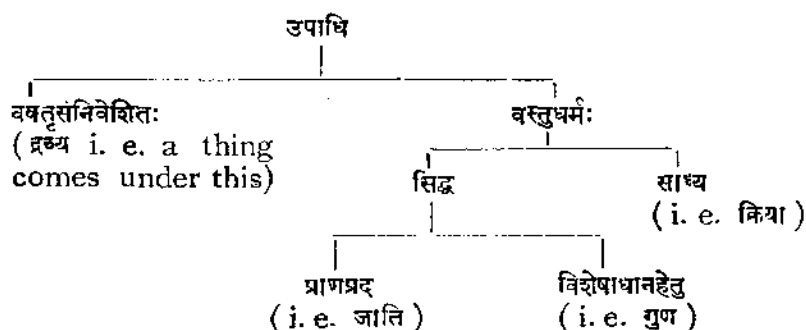 उपाधि
वक्तृसंनिवेशितः वस्तुधर्मः
( द्रव्य i. e. a thing
comes under this)
सिद्ध साध्य
( i. e. क्रिया )
प्राणप्रद विशेषाधानहेतु
( i. e. जाति ) ( i. e. गुण )